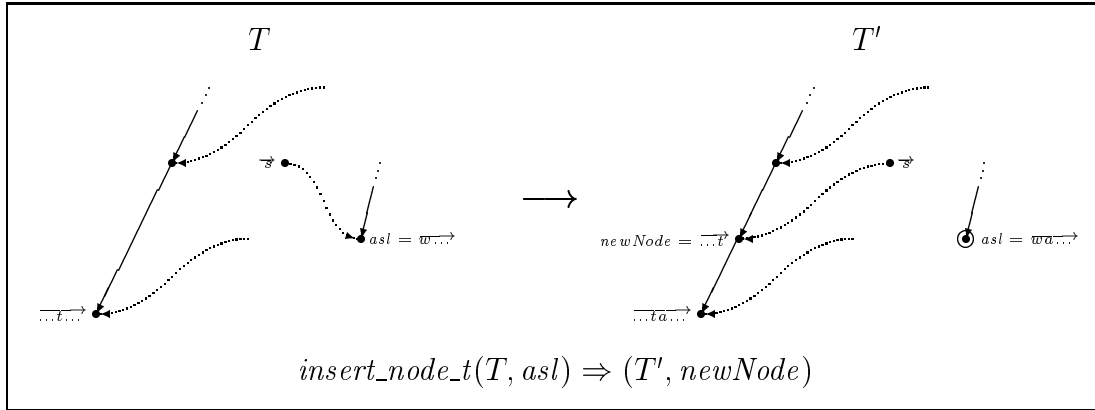 T T′
s⃗ s⃗
asl = w...⃗ newNode = ...t⃗ asl = wa...⃗
...t...⃗ ...ta...⃗
insert_node_t(T, asl) ⇒ (T′, newNode)